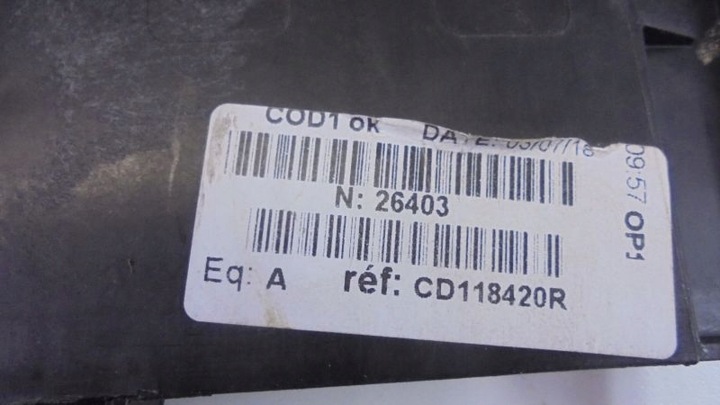 COD1 ok DATE: 03/07/18
N: 26403
Eq: A réf: CD118420R
09:57 OP1